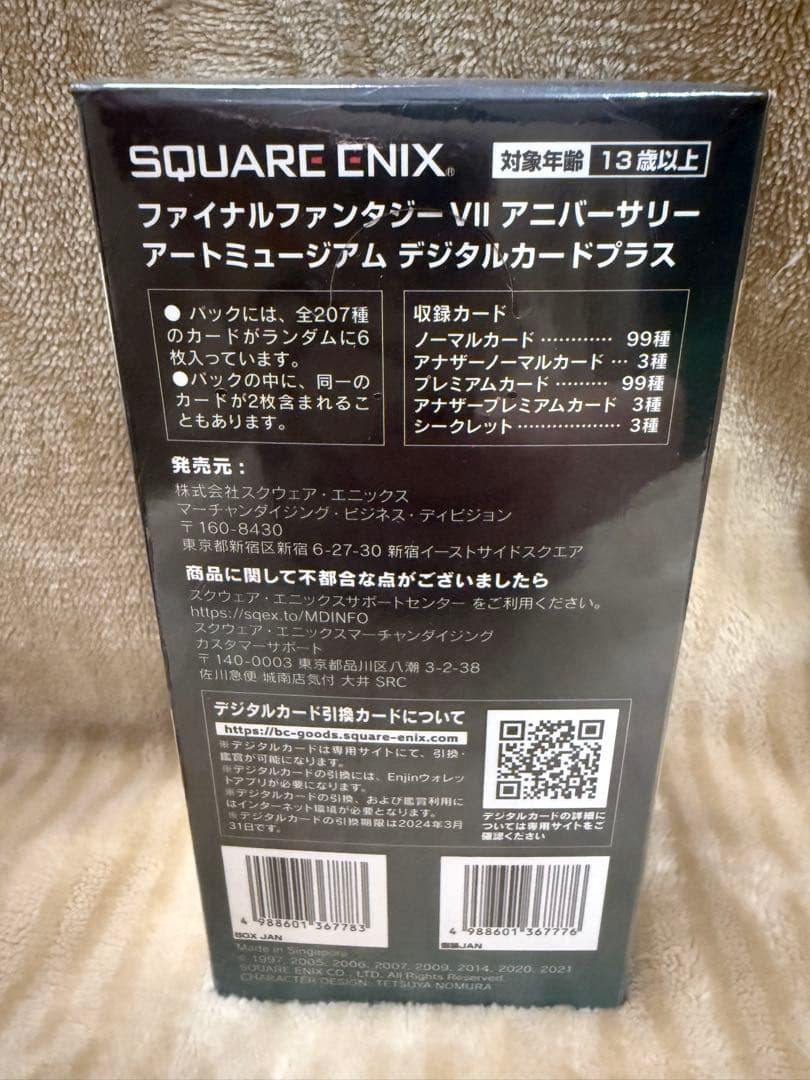 SQUARE ENIX®
対象年齢 13歳以上
ファイナルファンタジー VII アニバーサリー
アートミュージアム デジタルカードプラス
● パックには、全207種
のカードがランダムに6
枚入っています。
●パックの中に、同一の
カードが2枚含まれるこ
ともあります。
収録カード
ノーマルカード ………… 99種
アナザーノーマルカード … 3種
プレミアムカード ……… 99種
アナザープレミアムカード 3種
シークレット ……………… 3種
発売元：
株式会社スクウェア・エニックス
マーチャンダイジング・ビジネス・ディビジョン
〒160-8430
東京都新宿区新宿 6-27-30 新宿イーストサイドスクエア
商品に関して不都合な点がございましたら
スクウェア・エニックスサポートセンター をご利用ください。
https://sqex.to/MDINFO
スクウェア・エニックスマーチャンダイジング
カスタマーサポート
〒140-0003 東京都品川区八潮 3-2-38
佐川急便 城南店気付 大井 SRC
デジタルカード引換カードについて
https://bc-goods.square-enix.com
※デジタルカードは専用サイトにて、引換・
鑑賞が可能になります。
※デジタルカードの引換には、Enjinウォレッ
トアプリが必要になります。
※デジタルカードの引換、および鑑賞利用に
はインターネット環境が必要となります。
※デジタルカードの引換期限は2024年3月
31日です。
デジタルカードの詳細に
ついては専用サイトをご
確認ください
4 988601 367783
BOX JAN
4 988601 367776
個装JAN
Made in Singapore
© 1997, 2005, 2006, 2007, 2009, 2014, 2020, 2021
SQUARE ENIX CO., LTD. All Rights Reserved.
CHARACTER DESIGN: TETSUYA NOMURA